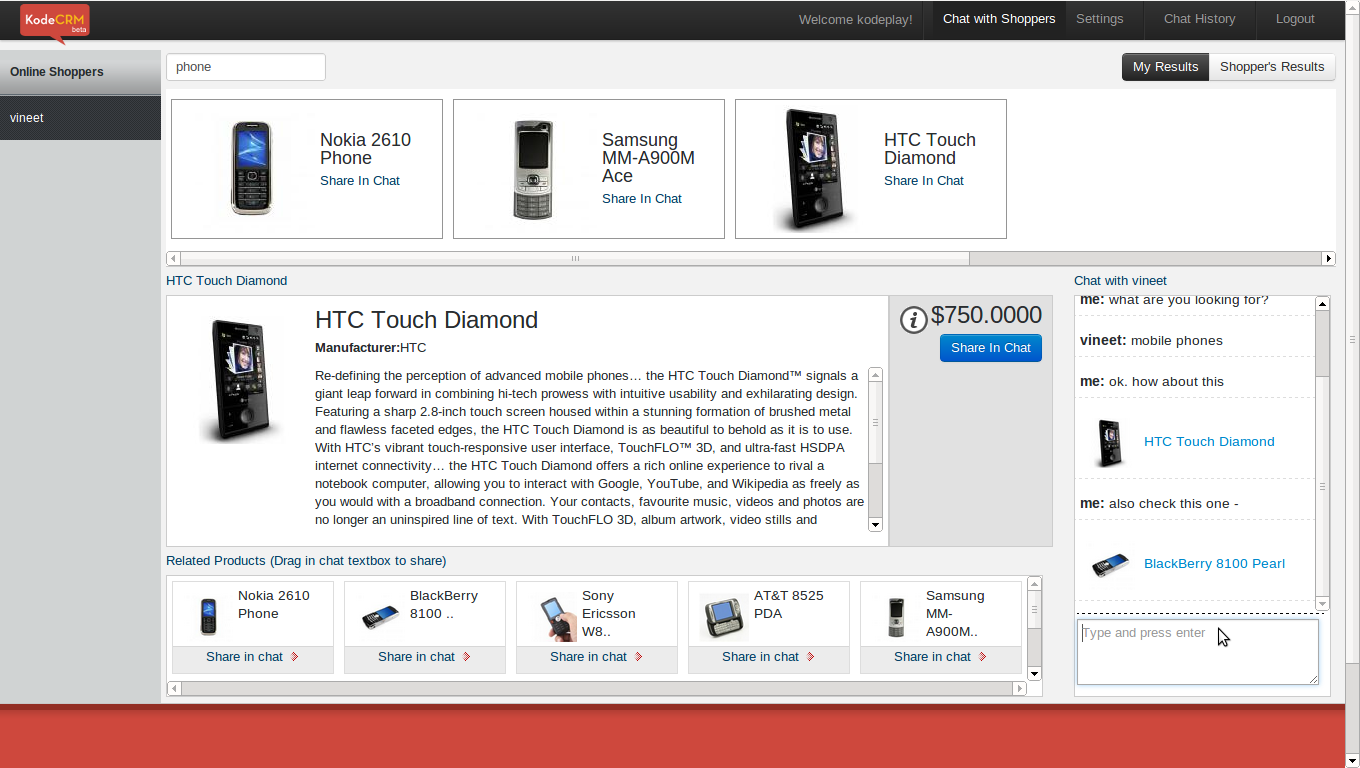 KodeCRM
beta
Welcome kodeplay!
Chat with Shoppers
Settings
Chat History
Logout
Online Shoppers
vineet
phone
My Results
Shopper's Results
Nokia 2610
Phone
Share In Chat
Samsung
MM-A900M
Ace
Share In Chat
HTC Touch
Diamond
Share In Chat
HTC Touch Diamond
HTC Touch Diamond
Manufacturer:HTC
Re-defining the perception of advanced mobile phones… the HTC Touch Diamond™ signals a
giant leap forward in combining hi-tech prowess with intuitive usability and exhilarating design.
Featuring a sharp 2.8-inch touch screen housed within a stunning formation of brushed metal
and flawless faceted edges, the HTC Touch Diamond is as beautiful to behold as it is to use.
With HTC's vibrant touch-responsive user interface, TouchFLO™ 3D, and ultra-fast HSDPA
internet connectivity… the HTC Touch Diamond offers a rich online experience to rival a
notebook computer, allowing you to interact with Google, YouTube, and Wikipedia as freely as
you would with a broadband connection. Your contacts, favourite music, videos and photos are
no longer an uninspired line of text. With TouchFLO 3D, album artwork, video stills and
i
$750.0000
Share In Chat
Related Products (Drag in chat textbox to share)
Nokia 2610
Phone
Share in chat
BlackBerry
8100 ..
Share in chat
Sony
Ericsson
W8..
Share in chat
AT&T 8525
PDA
Share in chat
Samsung
MM-
A900M..
Share in chat
Chat with vineet
me: what are you looking for?
vineet: mobile phones
me: ok. how about this
HTC Touch Diamond
me: also check this one -
BlackBerry 8100 Pearl
Type and press enter